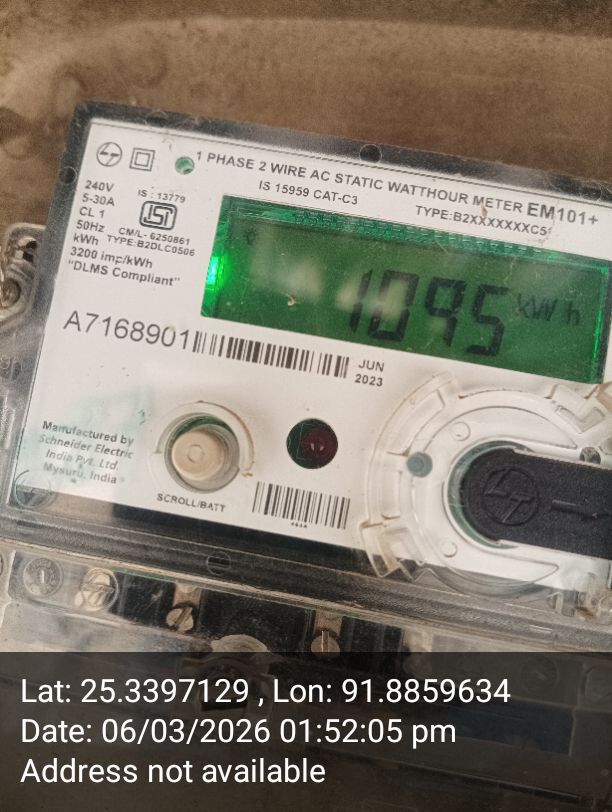 1 PHASE 2 WIRE AC STATIC WATTHOUR METER EM101+
IS 15959 CAT-C3
TYPE:B2XXXXXXXC5
240V
5-30A
CL 1
50Hz
kWh
3200 imp/kWh
"DLMS Compliant"
IS : 13779
ISI
CM/L- 6250861
TYPE:B2DLC0506
1095 kWh
A7168901
JUN
2023
Manufactured by
Schneider Electric
India Pvt. Ltd.
Mysuru, India
SCROLL/BATT
Lat: 25.3397129 , Lon: 91.8859634
Date: 06/03/2026 01:52:05 pm
Address not available